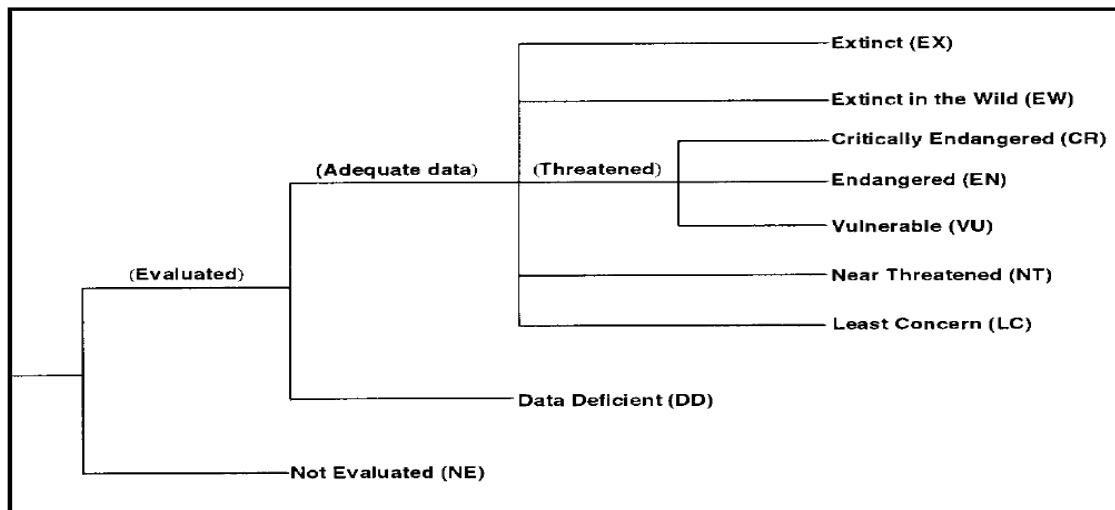 Extinct (EX)
Extinct in the Wild (EW)
Critically Endangered (CR)
(Adequate data)
(Threatened)
Endangered (EN)
Vulnerable (VU)
(Evaluated)
Near Threatened (NT)
Least Concern (LC)
Data Deficient (DD)
Not Evaluated (NE)